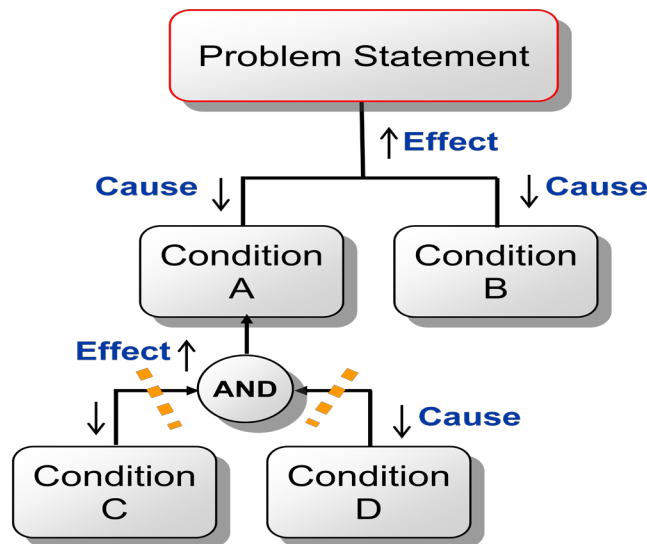 Problem Statement
Effect
Cause
Cause
Condition
A
Condition
B
Effect
AND
Cause
Condition
C
Condition
D